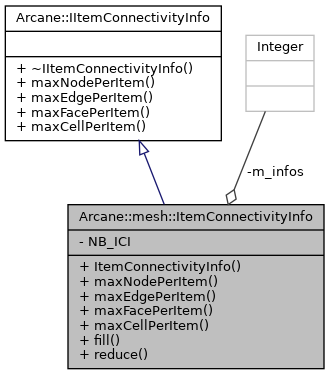 Arcane::IItemConnectivityInfo
+ ~IItemConnectivityInfo()
+ maxNodePerItem()
+ maxEdgePerItem()
+ maxFacePerItem()
+ maxCellPerItem()
Integer
-m_infos
Arcane::mesh::ItemConnectivityInfo
- NB_ICI
+ ItemConnectivityInfo()
+ maxNodePerItem()
+ maxEdgePerItem()
+ maxFacePerItem()
+ maxCellPerItem()
+ fill()
+ reduce()